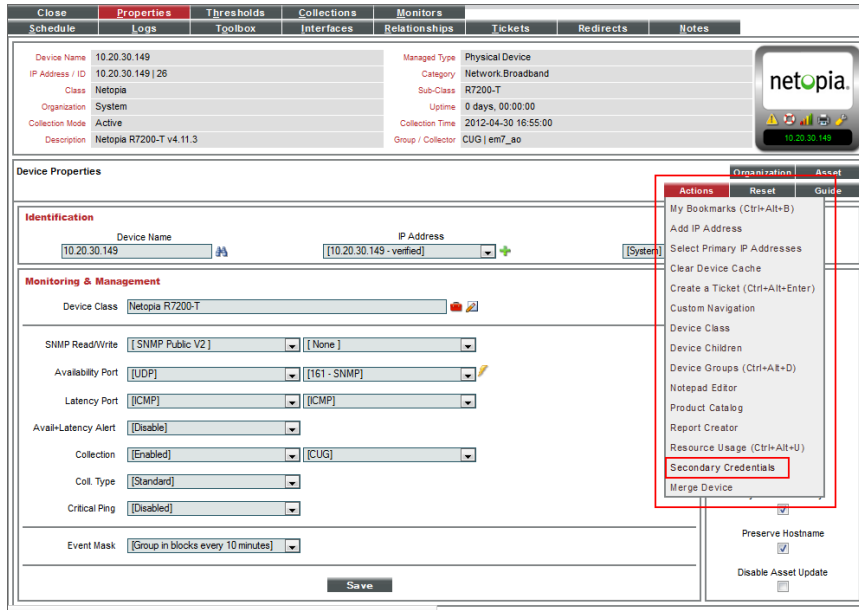 Close Properties Thresholds Collections Monitors
Schedule Logs Toolbox Interfaces Relationships Tickets Redirects Notes
Device Name 10.20.30.149 Managed Type Physical Device
IP Address / ID 10.20.30.149 | 26 Category Network.Broadband
Class Netopia Sub-Class R7200-T
Organization System Uptime 0 days, 00:00:00
Collection Mode Active Collection Time 2012-04-30 16:55:00
Description Netopia R7200-T v4.11.3 Group / Collector CUG | em7_ao
netopia.
10.20.30.149
Device Properties
Organization Asset
Actions Reset Guide
Identification
Device Name IP Address
10.20.30.149 [10.20.30.149 - verified] [System]
Monitoring & Management
Device Class Netopia R7200-T
SNMP Read/Write [ SNMP Public V2 ] [ None ]
Availability Port [UDP] [161 - SNMP]
Latency Port [ICMP] [ICMP]
Avail+Latency Alert [Disable]
Collection [Enabled] [CUG]
Coll. Type [Standard]
Critical Ping [Disabled]
Event Mask [Group in blocks every 10 minutes]
Save
My Bookmarks (Ctrl+Alt+B)
Add IP Address
Select Primary IP Addresses
Clear Device Cache
Create a Ticket (Ctrl+Alt+Enter)
Custom Navigation
Device Class
Device Children
Device Groups (Ctrl+Alt+D)
Notepad Editor
Product Catalog
Report Creator
Resource Usage (Ctrl+Alt+U)
Secondary Credentials
Merge Device
Preserve Hostname
Disable Asset Update